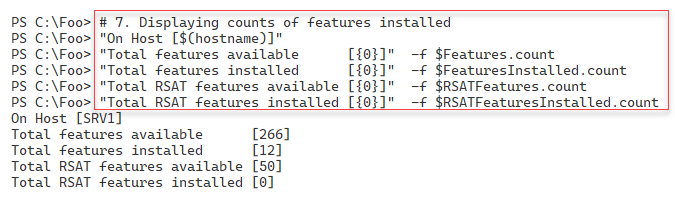 PS C:\Foo> # 7. Displaying counts of features installed
PS C:\Foo> "On Host [$(hostname)]"
PS C:\Foo> "Total features available      [{0}]"  -f $Features.count
PS C:\Foo> "Total features installed      [{0}]"  -f $FeaturesInstalled.count
PS C:\Foo> "Total RSAT features available [{0}]"  -f $RSATFeatures.count
PS C:\Foo> "Total RSAT features installed [{0}]"  -f $RSATFeaturesInstalled.count
On Host [SRV1]
Total features available      [266]
Total features installed      [12]
Total RSAT features available [50]
Total RSAT features installed [0]